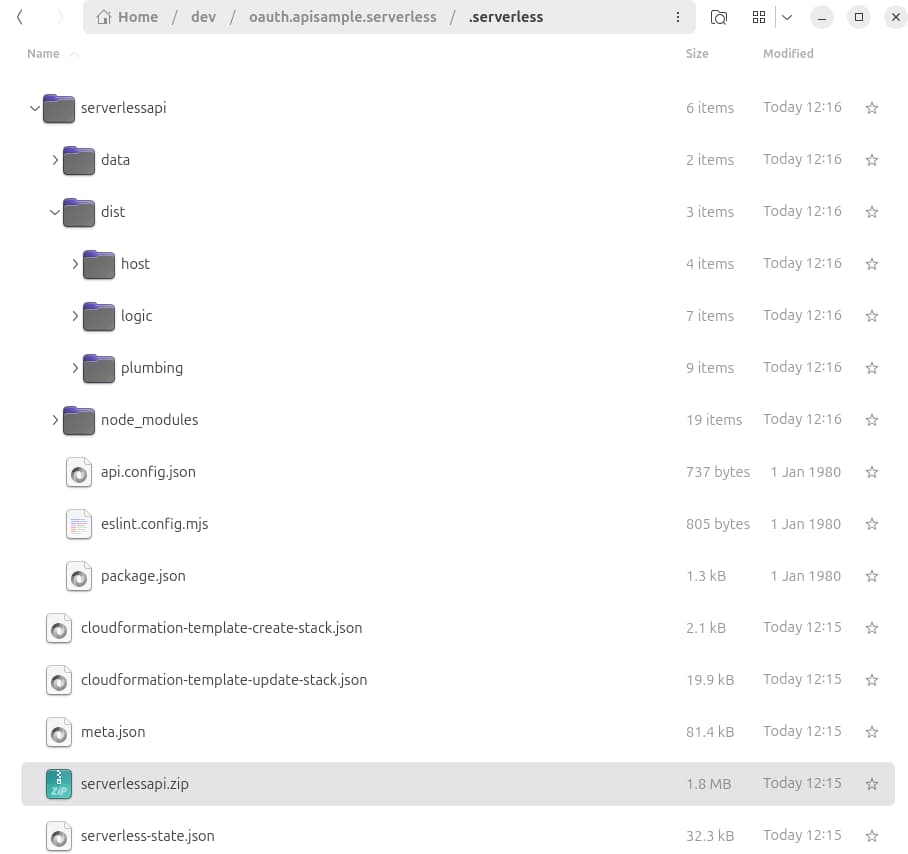 Home / dev / oauth.apisample.serverless / .serverless
Name Size Modified
serverlessapi 6 items Today 12:16
data 2 items Today 12:16
dist 3 items Today 12:16
host 4 items Today 12:16
logic 7 items Today 12:16
plumbing 9 items Today 12:16
node_modules 19 items Today 12:16
api.config.json 737 bytes 1 Jan 1980
eslint.config.mjs 805 bytes 1 Jan 1980
package.json 1.3 kB 1 Jan 1980
cloudformation-template-create-stack.json 2.1 kB Today 12:15
cloudformation-template-update-stack.json 19.9 kB Today 12:15
meta.json 81.4 kB Today 12:15
ZIP serverlessapi.zip 1.8 MB Today 12:15
serverless-state.json 32.3 kB Today 12:15